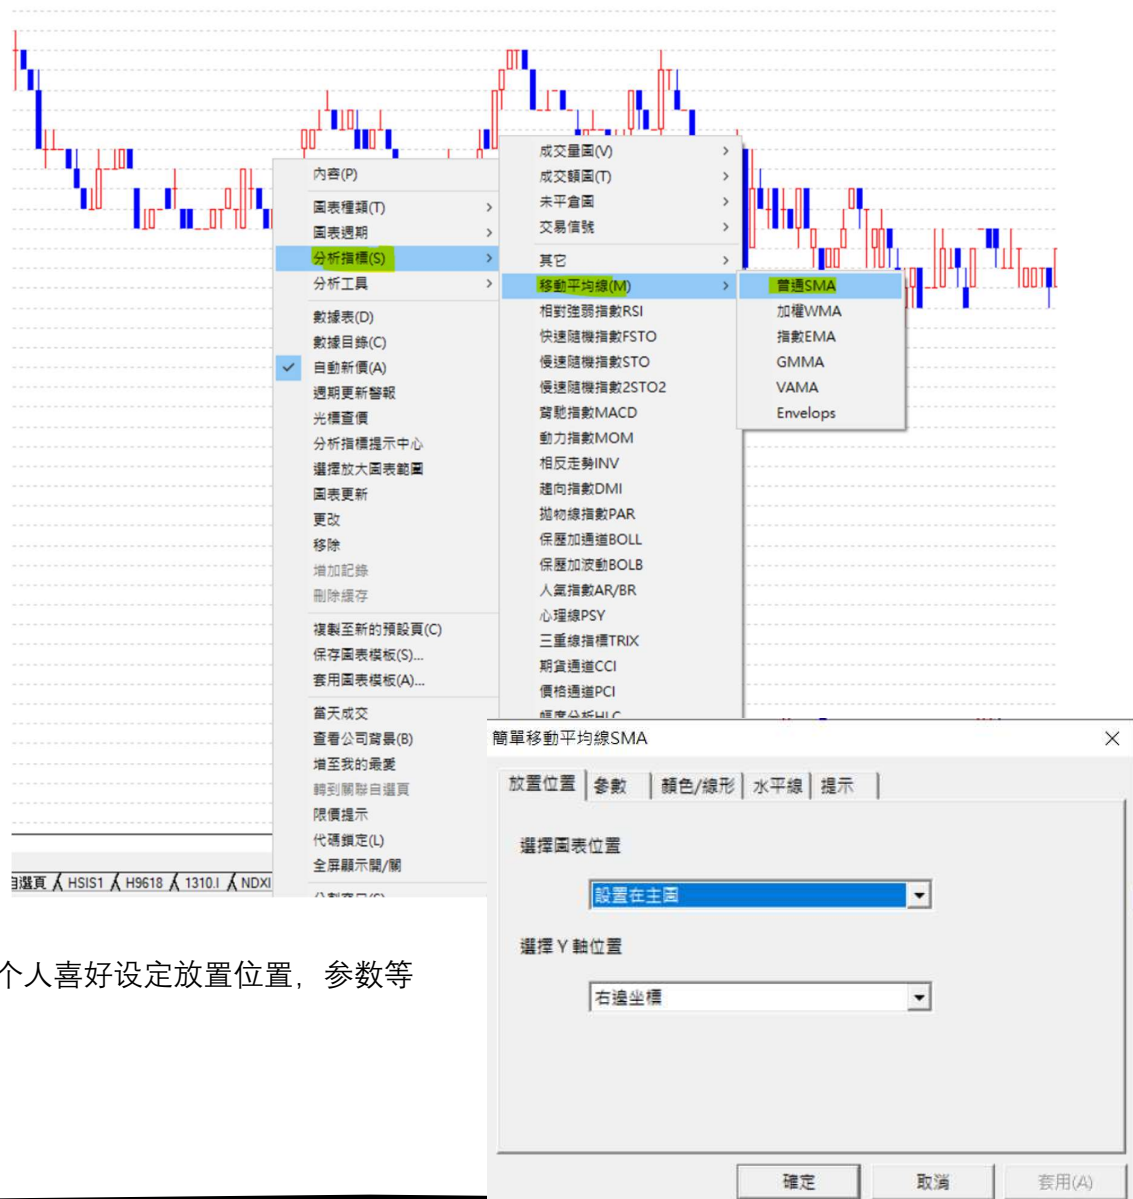 內容(P)
圖表種類(T)
圖表週期
分析指標(S)
分析工具
數據表(D)
數據目錄(C)
自動新價(A)
週期更新警報
光標查價
分析指標提示中心
選擇放大圖表範圍
圖表更新
更改
移除
增加記錄
刪除緩存
複製至新的預設頁(C)
保存圖表模板(S)...
套用圖表模板(A)...
當天成交
查看公司背景(B)
增至我的最愛
轉到關聯自選頁
限價提示
代碼鎖定(L)
全屏顯示開/關
成交量圖(V)
成交額圖(T)
未平倉圖
交易信號
其它
移動平均線(M)
相對強弱指數RSI
快速隨機指數FSTO
慢速隨機指數STO
慢速隨機指數2STO2
背馳指數MACD
動力指數MOM
相反走勢INV
趨向指數DMI
拋物線指數PAR
保歷加通道BOLL
保歷加波動BOLB
人氣指數AR/BR
心理線PSY
三重線指標TRIX
期貨通道CCI
價格通道PCI
幅度分析HLC
普通SMA
加權WMA
指數EMA
GMMA
VAMA
Envelops
自選頁 HSIS1 H9618 1310.I NDXI
簡單移動平均線SMA
放置位置 參數 顏色/線形 水平線 提示
選擇圖表位置
設置在主圖
選擇 Y 軸位置
右邊坐標
確定 取消 套用(A)
个人喜好设定放置位置，参数等